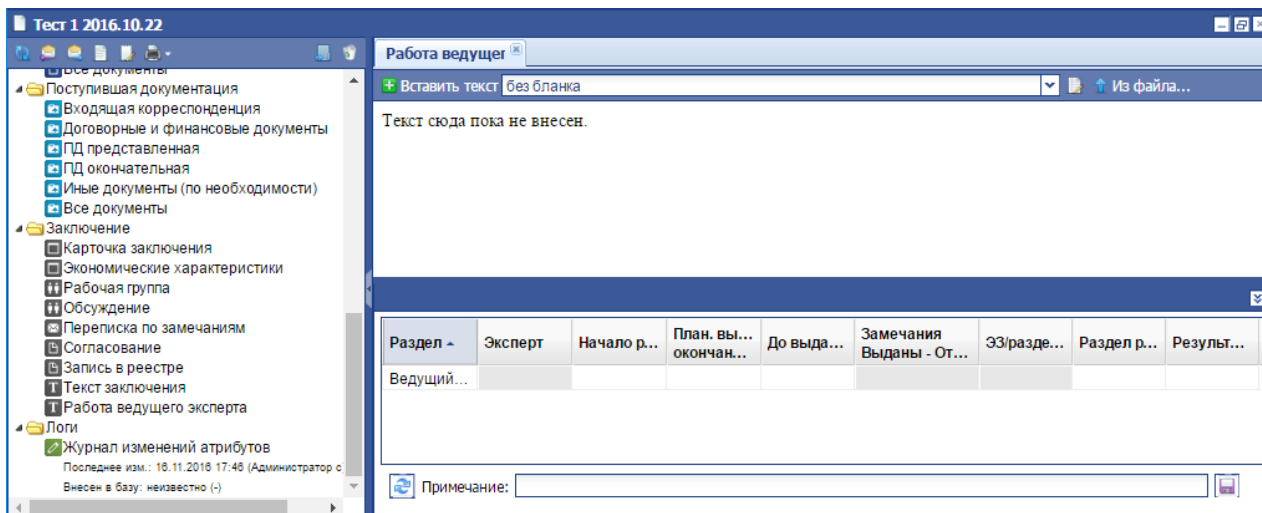 Тест 1 2016.10.22
Все документы
Поступившая документация
Входящая корреспонденция
Договорные и финансовые документы
ПД представленная
ПД окончательная
Иные документы (по необходимости)
Все документы
Заключение
Карточка заключения
Экономические характеристики
Рабочая группа
Обсуждение
Переписка по замечаниям
Согласование
Запись в реестре
Текст заключения
Работа ведущего эксперта
Логи
Журнал изменений атрибутов
Последнее изм.: 16.11.2016 17:46 (Администратор с
Внесен в базу: неизвестно (-)
Работа ведущег
Вставить текст без бланка Из файла...
Текст сюда пока не внесен.
Раздел Эксперт Начало р... План. вы... окончан... До выда... Замечания Выданы - От... ЭЗ/разде... Раздел р... Результ...
Ведущий...
Примечание: